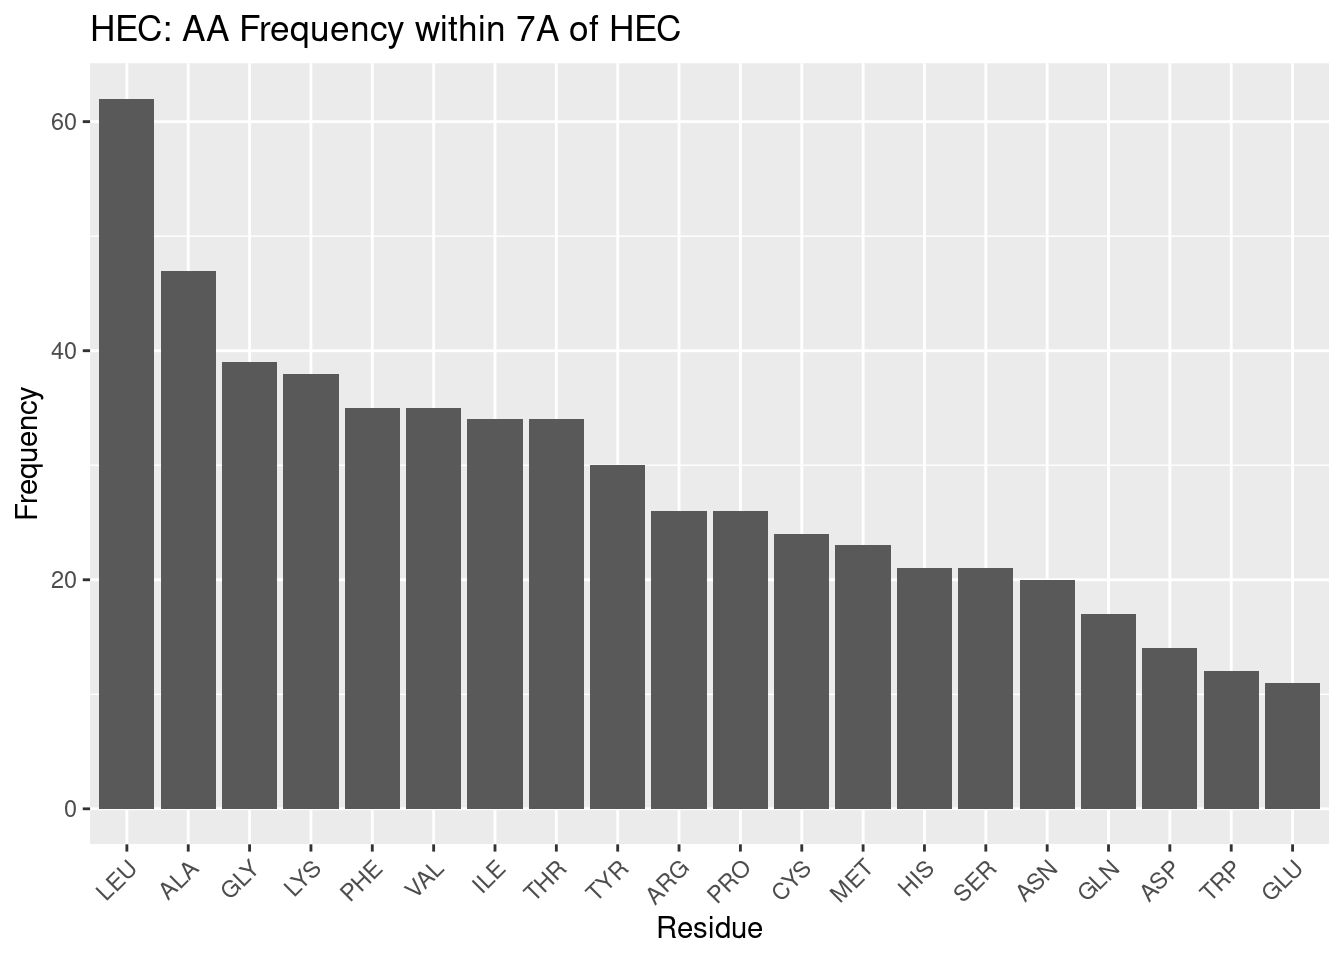 HEC: AA Frequency within 7A of HEC
Frequency
60
40
20
0
LEU ALA GLY LYS PHE VAL ILE THR TYR ARG PRO CYS MET HIS SER ASN GLN ASP TRP GLU
Residue